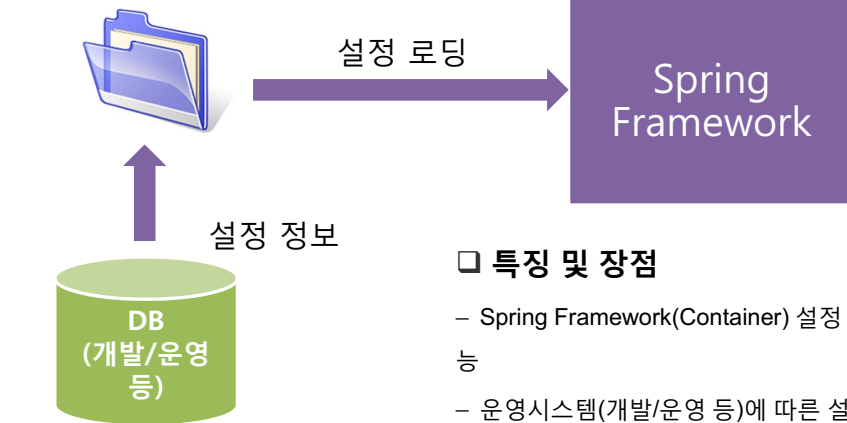 설정 로딩
Spring
Framework
설정 정보
DB
(개발/운영
등)
❑ 특징 및 장점
– Spring Framework(Container) 설정
능
– 운영시스템(개발/운영 등)에 따른 설